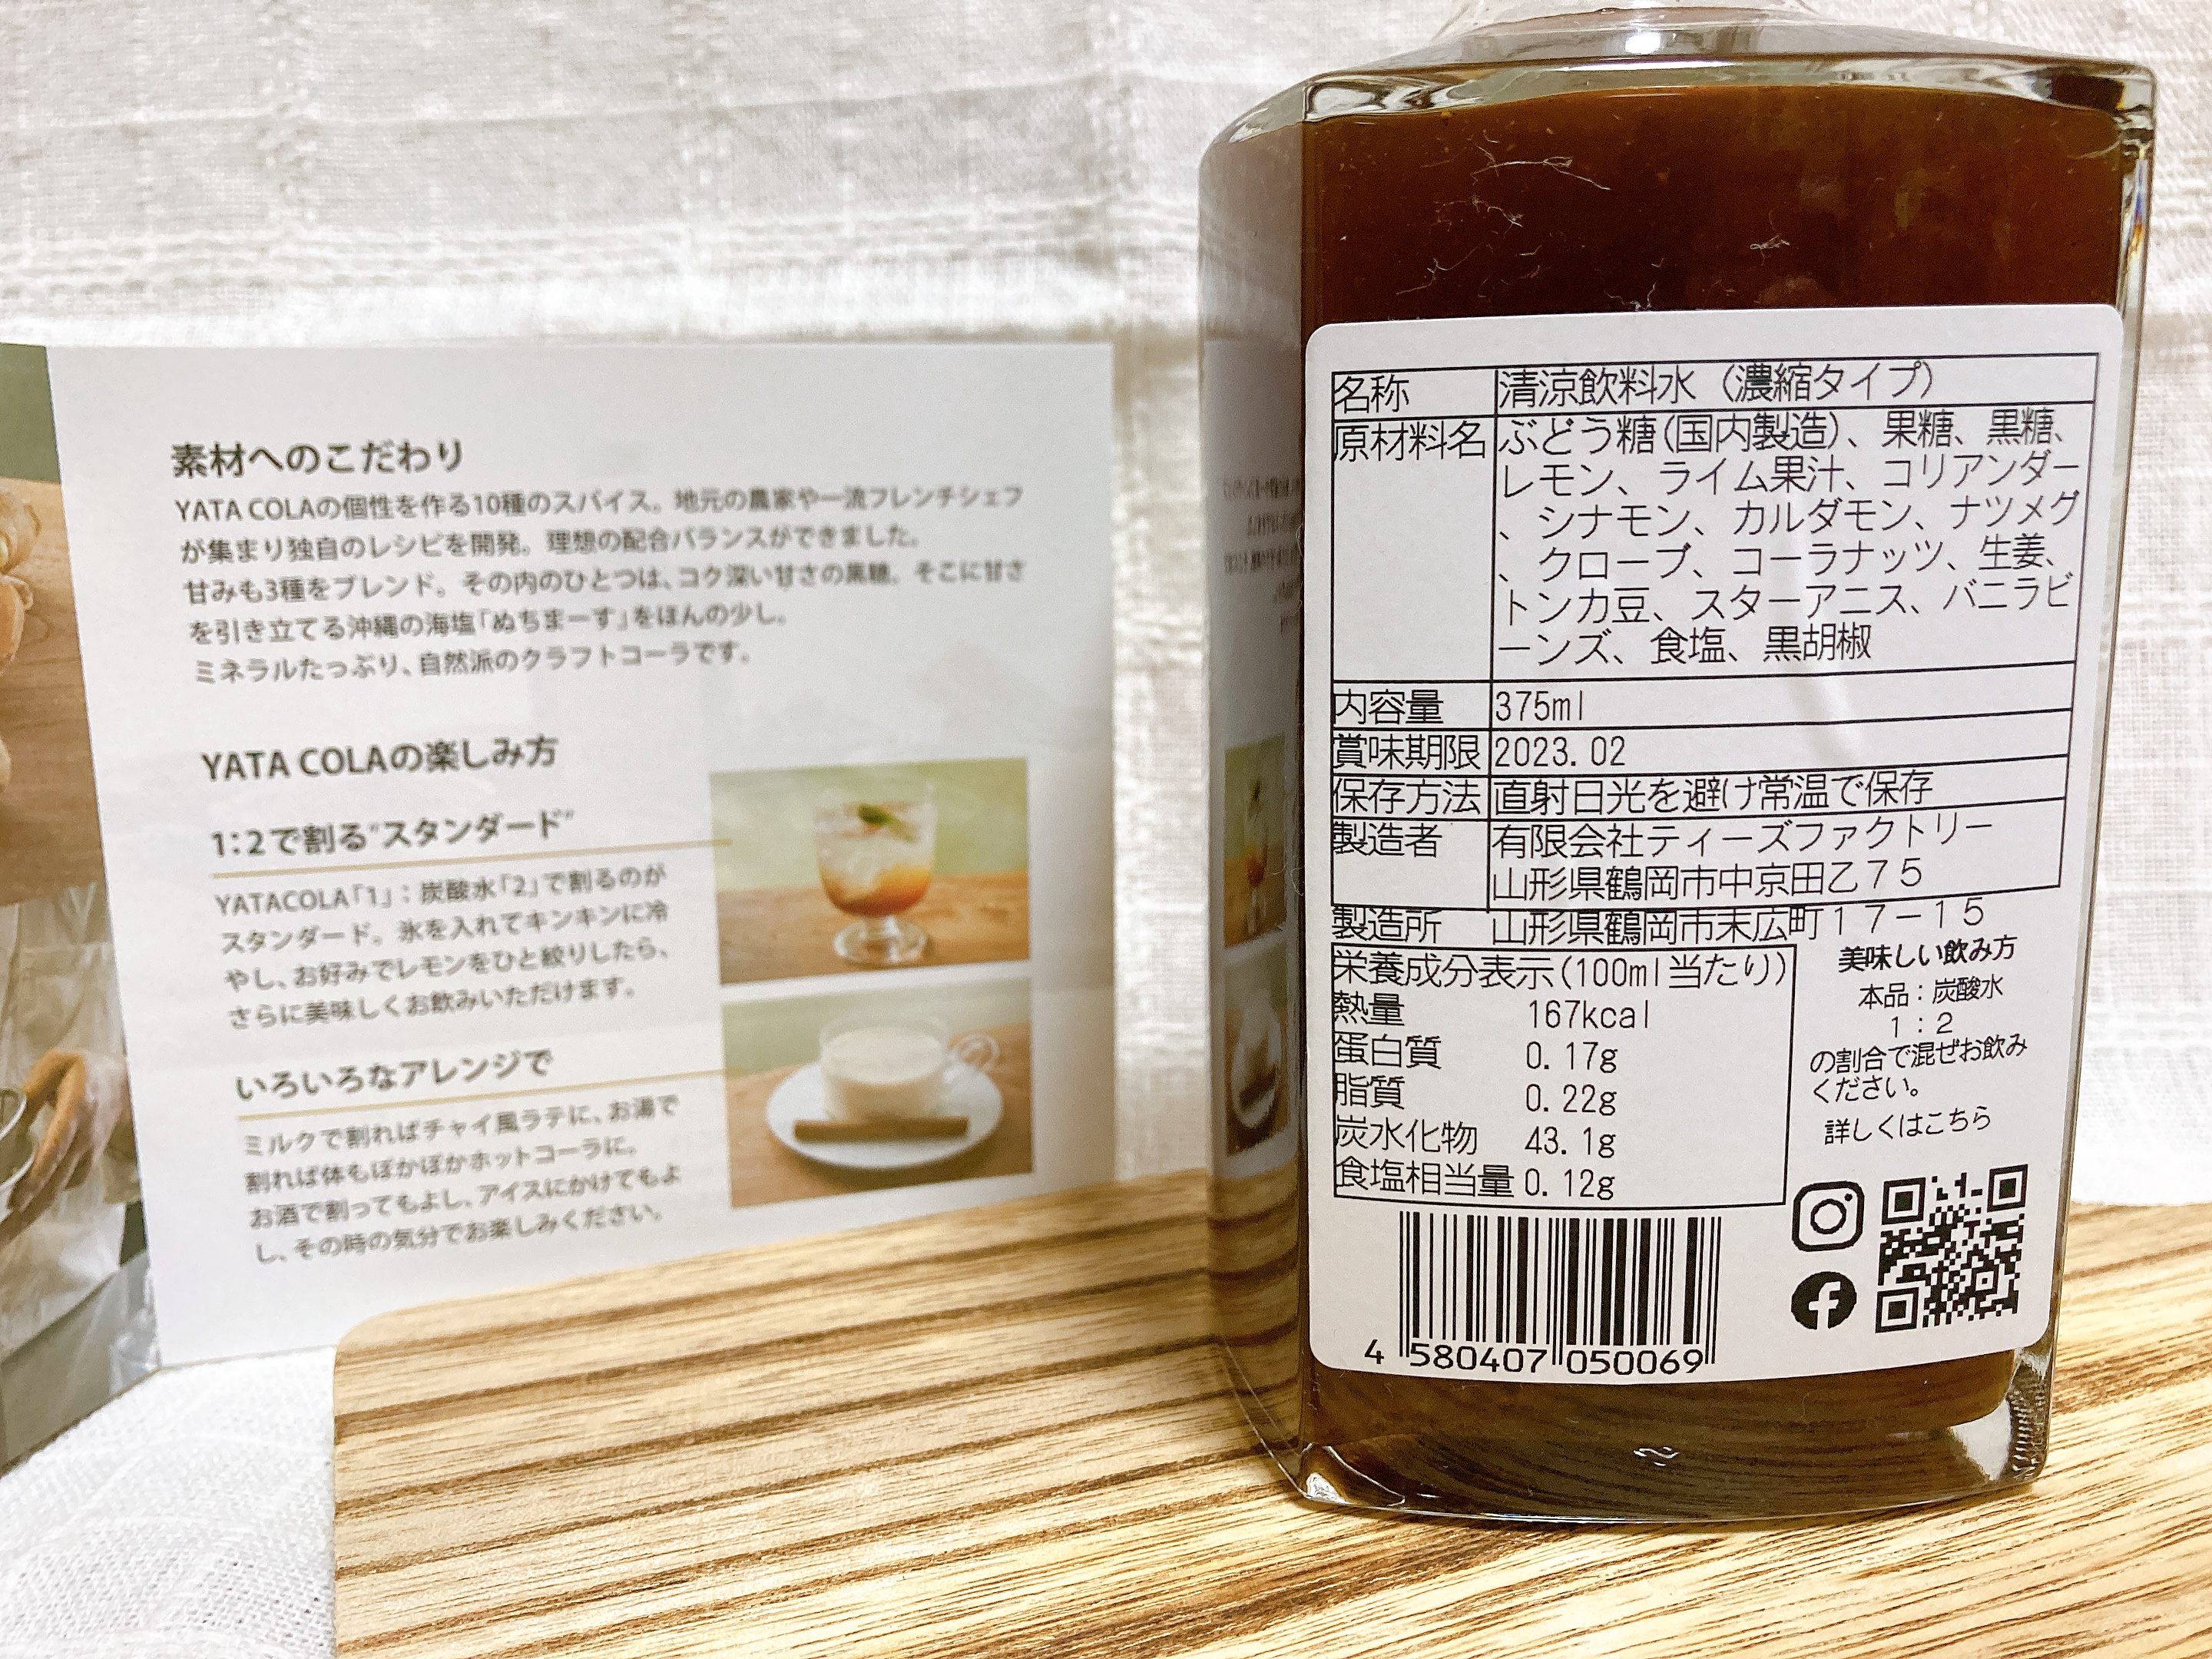 素材へのこだわり
YATA COLAの個性を作る10種のスパイス。地元の農家や一流フレンチシェフ
が集まり独自のレシピを開発。理想の配合バランスができました。
甘みも3種をブレンド。その内のひとつは、コク深い甘さの黒糖。そこに甘さ
を引き立てる沖縄の海塩「ぬちまーす」をほんの少し。
ミネラルたっぷり、自然派のクラフトコーラです。
YATA COLAの楽しみ方
1:2で割る"スタンダード"
YATACOLA「1」：炭酸水「2」で割るのが
スタンダード。氷を入れてキンキンに冷
やし、お好みでレモンをひと絞りしたら、
さらに美味しくお飲みいただけます。
いろいろなアレンジで
ミルクで割ればチャイ風ラテに、お湯で
割れば体もぽかぽかホットコーラに。
お酒で割ってもよし、アイスにかけてもよ
し、その時の気分でお楽しみください。
名称 清涼飲料水（濃縮タイプ）
原材料名 ぶどう糖(国内製造)、果糖、黒糖、
レモン、ライム果汁、コリアンダー
、シナモン、カルダモン、ナツメグ
、クローブ、コーラナッツ、生姜、
トンカ豆、スターアニス、バニラビ
ーンズ、食塩、黒胡椒
内容量 375ml
賞味期限 2023.02
保存方法 直射日光を避け常温で保存
製造者 有限会社ティーズファクトリー
山形県鶴岡市中京田乙７５
製造所 山形県鶴岡市末広町１７－１５
栄養成分表示(100ml当たり)
熱量 167kcal
蛋白質 0.17g
脂質 0.22g
炭水化物 43.1g
食塩相当量 0.12g
美味しい飲み方
本品：炭酸水
１：２
の割合で混ぜお飲み
ください。
詳しくはこちら
4 580407 050069